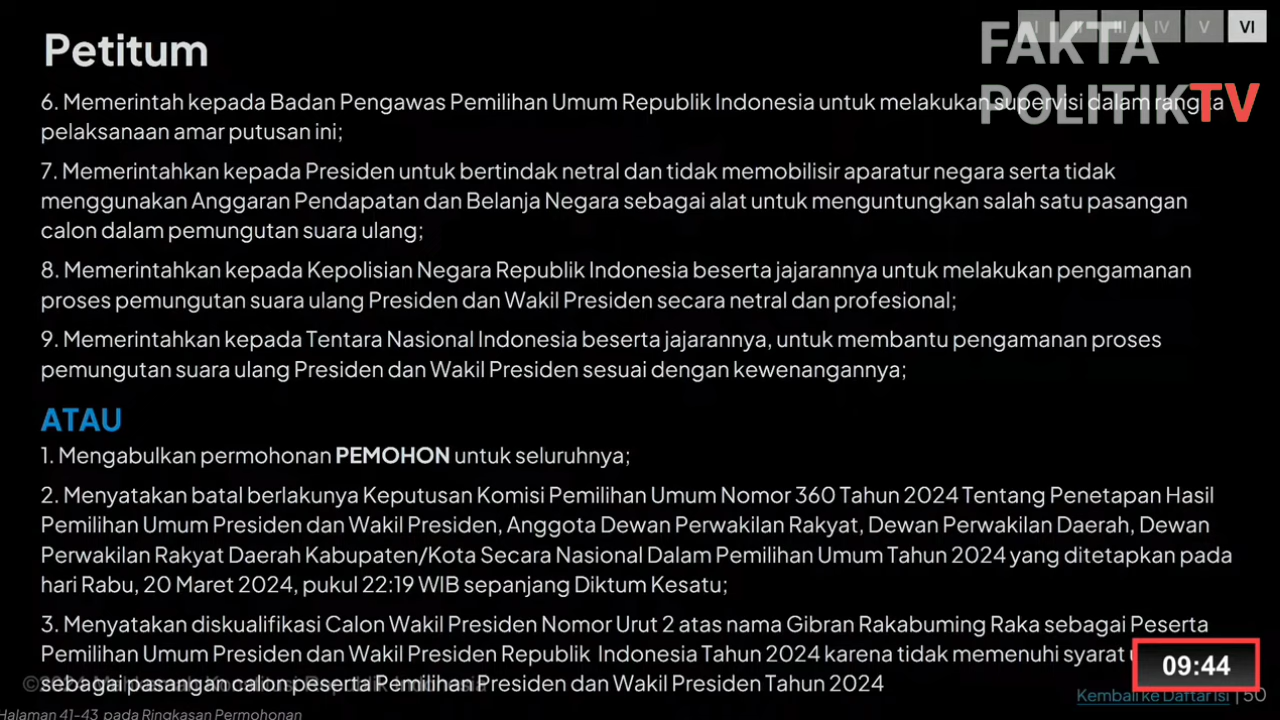 Petitum
IV V VI
FAKTA
POLITIKTV
6. Memerintah kepada Badan Pengawas Pemilihan Umum Republik Indonesia untuk melakukan supervisi dalam rangka
pelaksanaan amar putusan ini;
7. Memerintahkan kepada Presiden untuk bertindak netral dan tidak memobilisir aparatur negara serta tidak
menggunakan Anggaran Pendapatan dan Belanja Negara sebagai alat untuk menguntungkan salah satu pasangan
calon dalam pemungutan suara ulang;
8. Memerintahkan kepada Kepolisian Negara Republik Indonesia beserta jajarannya untuk melakukan pengamanan
proses pemungutan suara ulang Presiden dan Wakil Presiden secara netral dan profesional;
9. Memerintahkan kepada Tentara Nasional Indonesia beserta jajarannya, untuk membantu pengamanan proses
pemungutan suara ulang Presiden dan Wakil Presiden sesuai dengan kewenangannya;
ATAU
1. Mengabulkan permohonan PEMOHON untuk seluruhnya;
2. Menyatakan batal berlakunya Keputusan Komisi Pemilihan Umum Nomor 360 Tahun 2024 Tentang Penetapan Hasil
Pemilihan Umum Presiden dan Wakil Presiden, Anggota Dewan Perwakilan Rakyat, Dewan Perwakilan Daerah, Dewan
Perwakilan Rakyat Daerah Kabupaten/Kota Secara Nasional Dalam Pemilihan Umum Tahun 2024 yang ditetapkan pada
hari Rabu, 20 Maret 2024, pukul 22:19 WIB sepanjang Diktum Kesatu;
3. Menyatakan diskualifikasi Calon Wakil Presiden Nomor Urut 2 atas nama Gibran Rakabuming Raka sebagai Peserta
Pemilihan Umum Presiden dan Wakil Presiden Republik Indonesia Tahun 2024 karena tidak memenuhi syarat
sebagai pasangan calon peserta Pemilihan Presiden dan Wakil Presiden Tahun 2024
09:44
Kembali ke Daftar Isi | 50
Halaman 41-43 pada Ringkasan Permohonan